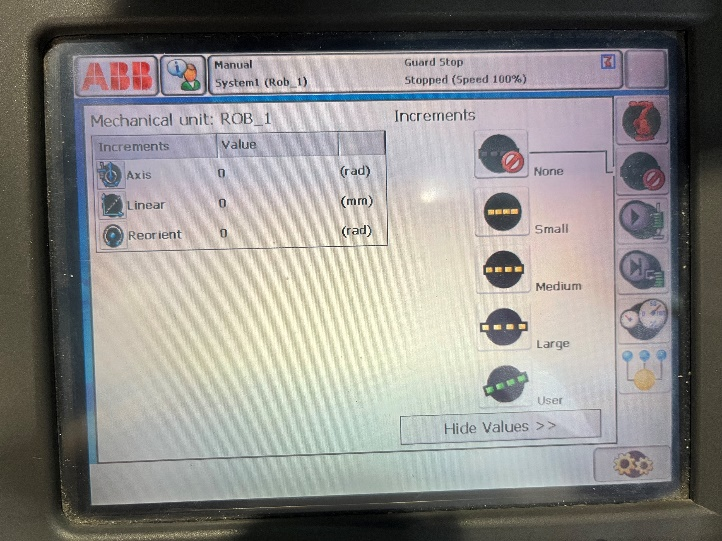 ABB
Manual
System1 (Rob_1)
Guard Stop
Stopped (Speed 100%)
Mechanical unit: ROB_1
Increments Value
Axis 0 (rad)
Linear 0 (mm)
Reorient 0 (rad)
Increments
None
Small
Medium
Large
User
Hide Values >>